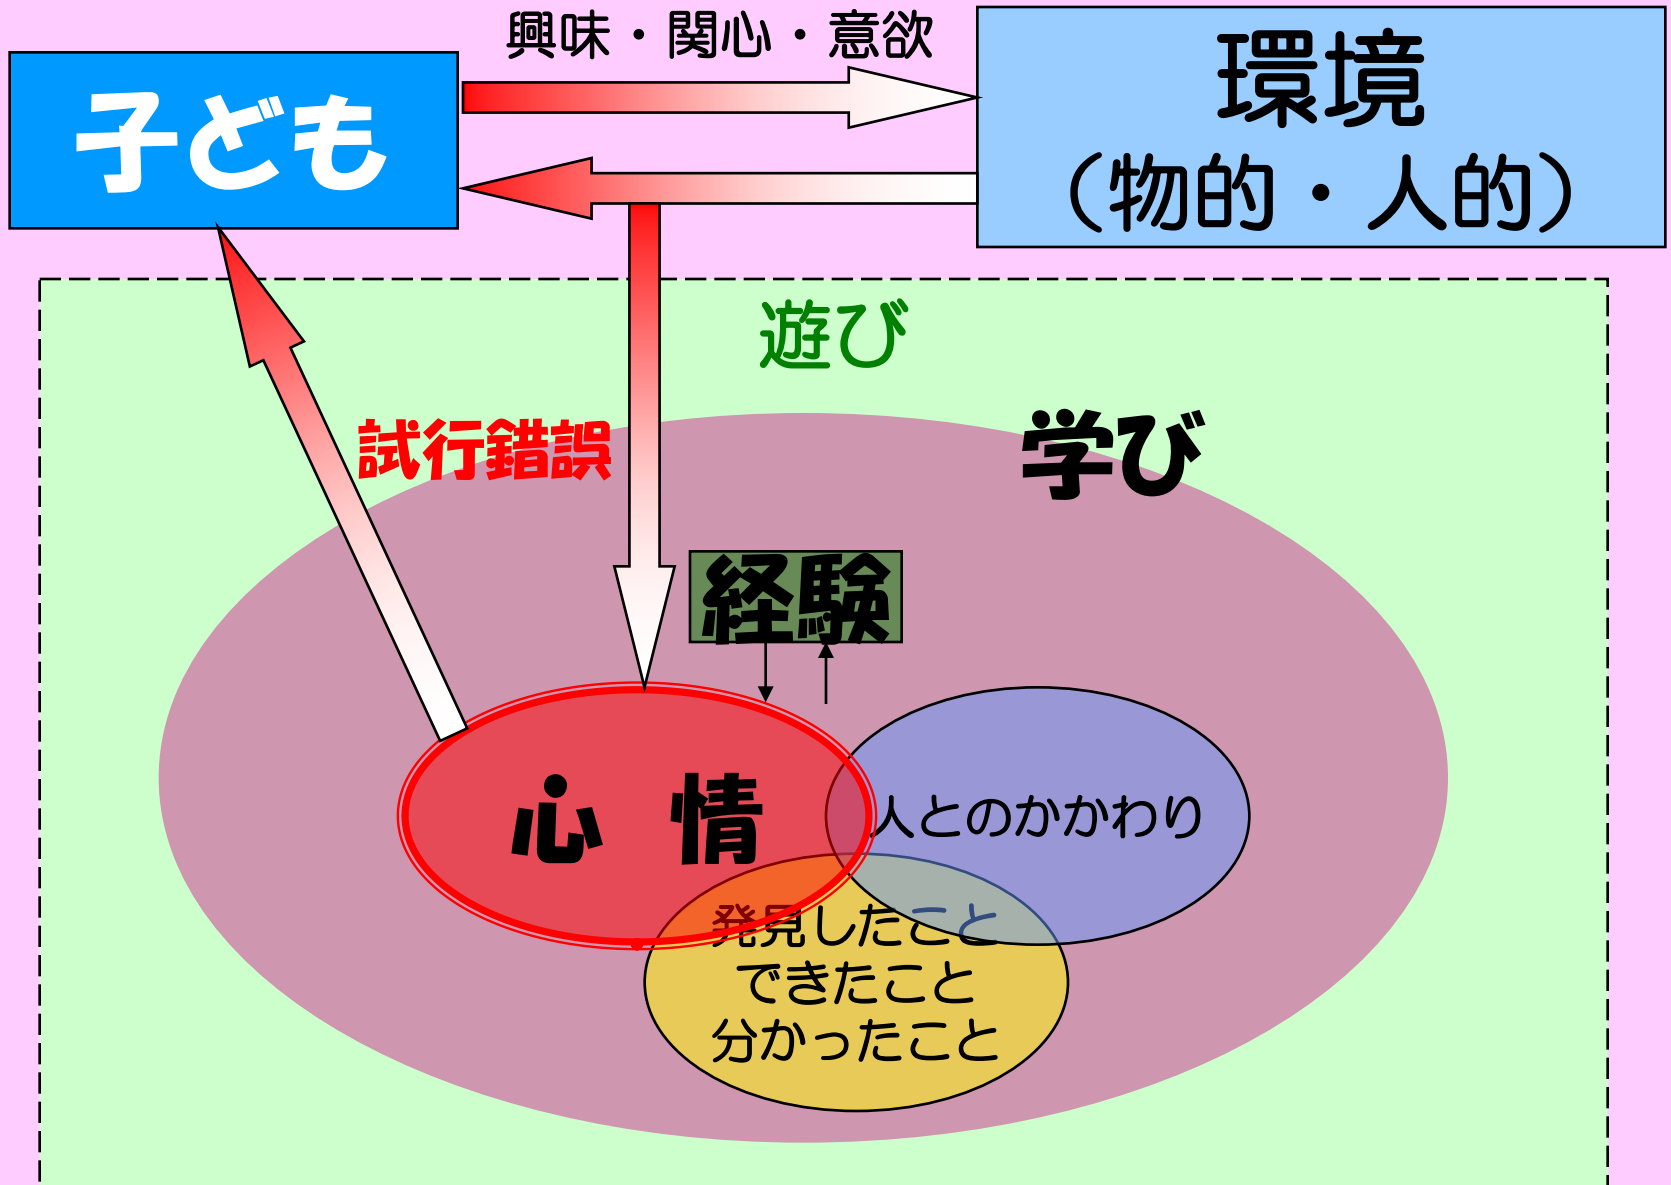 興味・関心・意欲
子ども
環境
(物的・人的)
遊び
試行錯誤
学び
経験
心 情
人とのかかわり
発見したこと
できたこと
分かったこと